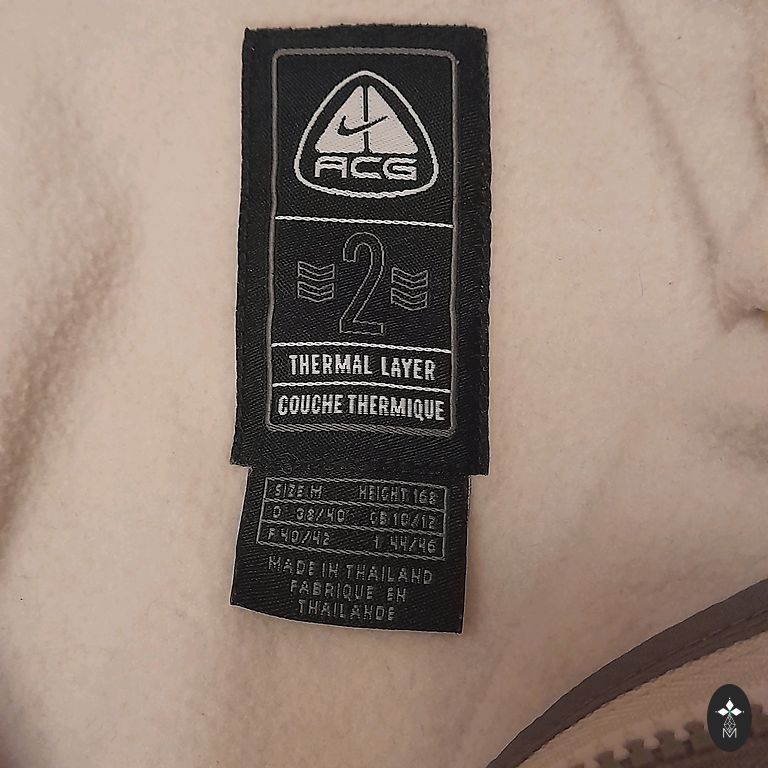 ACG
2
THERMAL LAYER
COUCHE THERMIQUE
SIZE M HEIGHT 168
D 38/40 GB 10/12
F 40/42 I 44/46
MADE IN THAILAND
FABRIQUE EN
THAILANDE
M